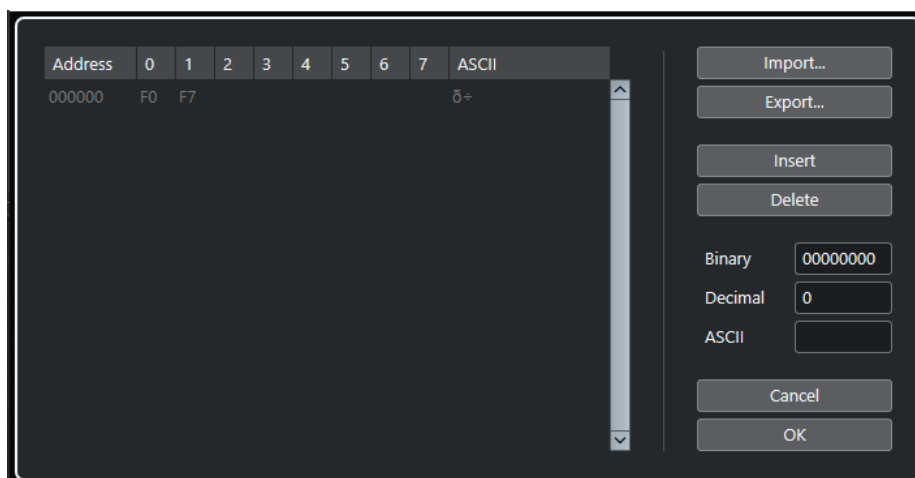 Address 0 1 2 3 4 5 6 7 ASCII
000000 F0 F7 ð÷
Import...
Export...
Insert
Delete
Binary 00000000
Decimal 0
ASCII
Cancel
OK